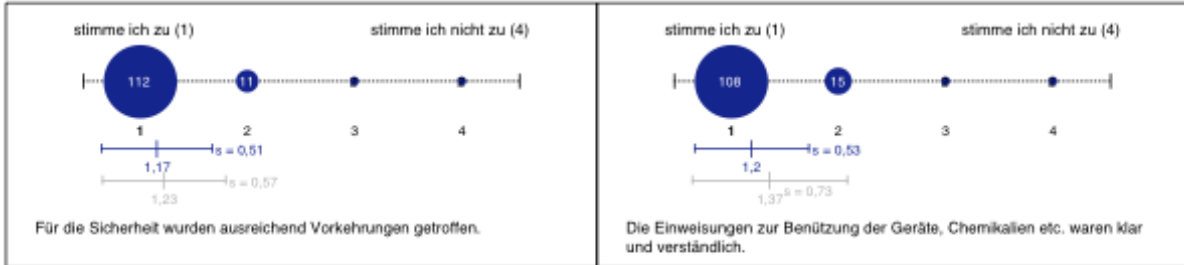 stimme ich zu (1) stimme ich nicht zu (4)
112 11
1 2 3 4
s = 0,51
1,17
s = 0,57
1,23
Für die Sicherheit wurden ausreichend Vorkehrungen getroffen.
stimme ich zu (1) stimme ich nicht zu (4)
108 15
1 2 3 4
s = 0,53
1,2
s = 0,73
1,37
Die Einweisungen zur Benützung der Geräte, Chemikalien etc. waren klar
und verständlich.